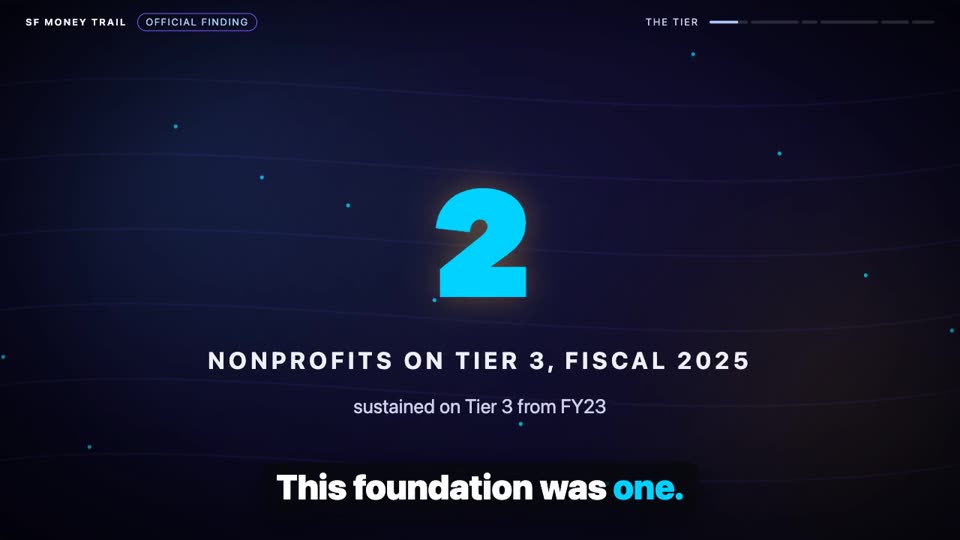 SF MONEY TRAIL
OFFICIAL FINDING
THE TIER
2
NONPROFITS ON TIER 3, FISCAL 2025
sustained on Tier 3 from FY23
This foundation was one.